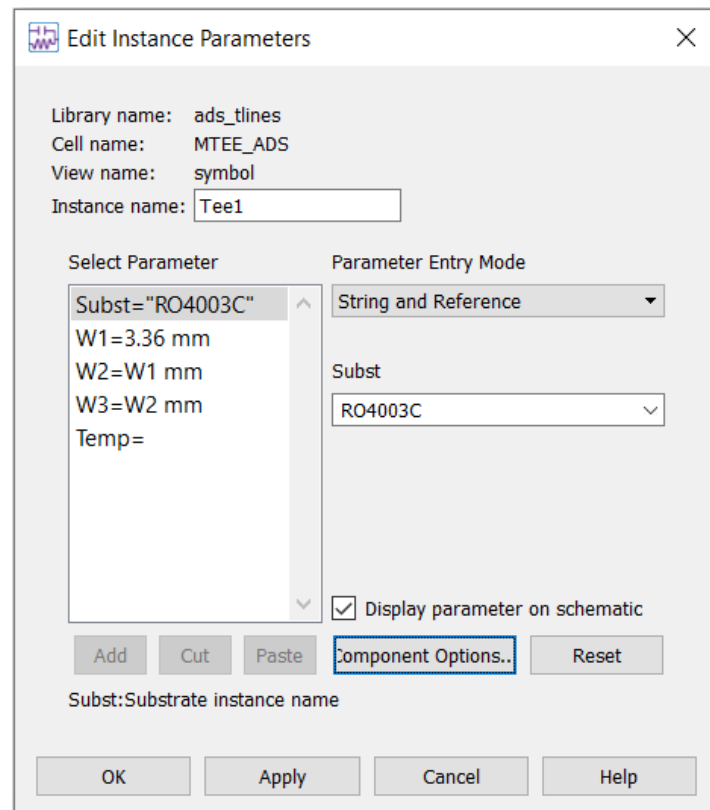 Edit Instance Parameters
Library name: ads_tlines
Cell name: MTEE_ADS
View name: symbol
Instance name: Tee1
Select Parameter
Subst="RO4003C"
W1=3.36 mm
W2=W1 mm
W3=W2 mm
Temp=
Parameter Entry Mode
String and Reference
Subst
RO4003C
Display parameter on schematic
Add Cut Paste Component Options.. Reset
Subst:Substrate instance name
OK Apply Cancel Help